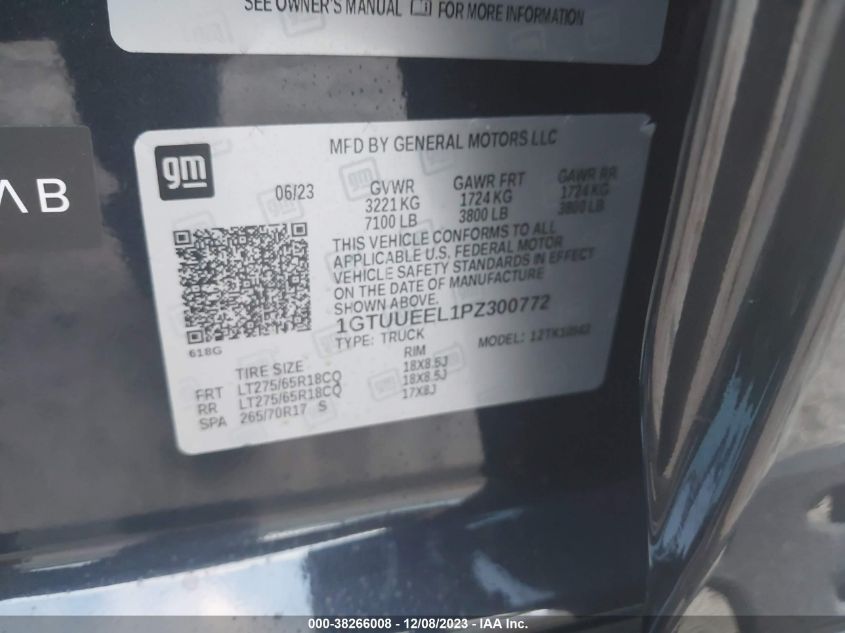 SEE OWNER'S MANUAL FOR MORE INFORMATION
AB
gm
MFD BY GENERAL MOTORS LLC
06/23
GVWR GAWR FRT GAWR RR
3221 KG 1724 KG 1724 KG
7100 LB 3800 LB 3800 LB
THIS VEHICLE CONFORMS TO ALL
APPLICABLE U.S. FEDERAL MOTOR
VEHICLE SAFETY STANDARDS IN EFFECT
ON THE DATE OF MANUFACTURE
SHOWN ABOVE.
1GTUUEEL1PZ300772
TYPE: TRUCK MODEL:
618G
TIRE SIZE RIM
FRT LT275/65R18CQ 18X8.5J
RR LT275/65R18CQ 18X8.5J
SPA 265/70R17 S 17X8J
000-38266008 - 12/08/2023 - IAA Inc.